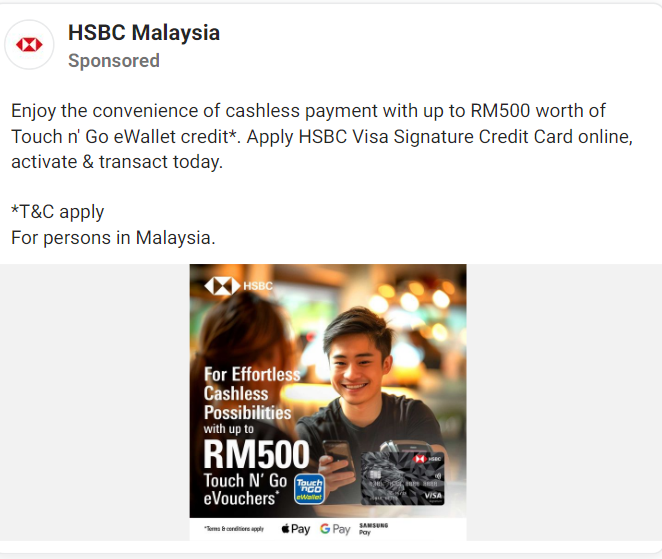 HSBC Malaysia
Sponsored
Enjoy the convenience of cashless payment with up to RM500 worth of
Touch n' Go eWallet credit*. Apply HSBC Visa Signature Credit Card online,
activate & transact today.
*T&C apply
For persons in Malaysia.
HSBC
For Effortless
Cashless
Possibilities
with up to
RM500
Touch N' Go
eVouchers*
Touch
nGO
eWallet
HSBC
VISA
*Terms & conditions apply
Pay
G Pay
SAMSUNG
Pay